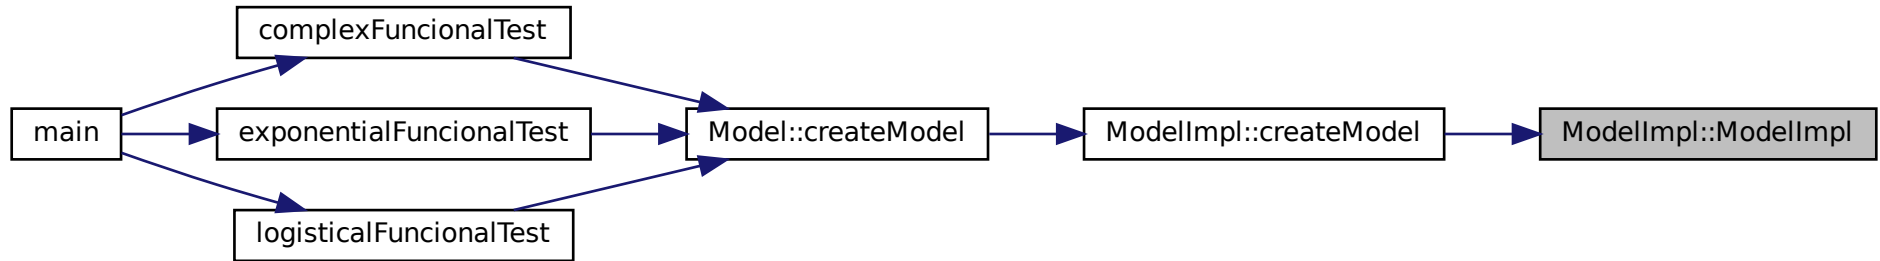 complexFuncionalTest
main
exponentialFuncionalTest
Model::createModel
ModelImpl::createModel
ModelImpl::ModelImpl
logisticalFuncionalTest